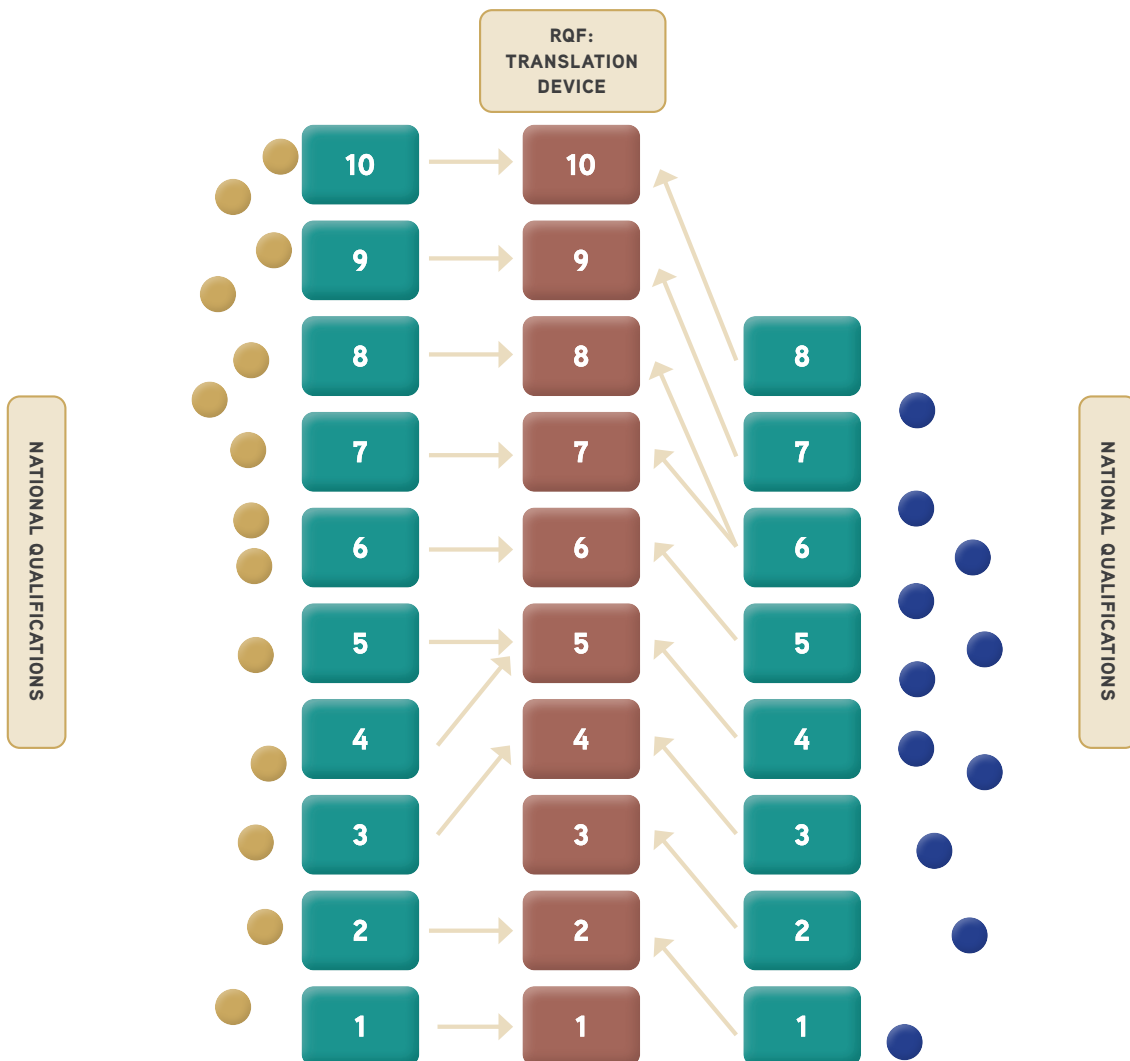 RQF:
TRANSLATION
DEVICE
10 10
9 9
8 8 8
7 7 7
6 6 6
5 5 5
4 4 4
3 3 3
2 2 2
1 1 1
NATIONAL QUALIFICATIONS
NATIONAL QUALIFICATIONS